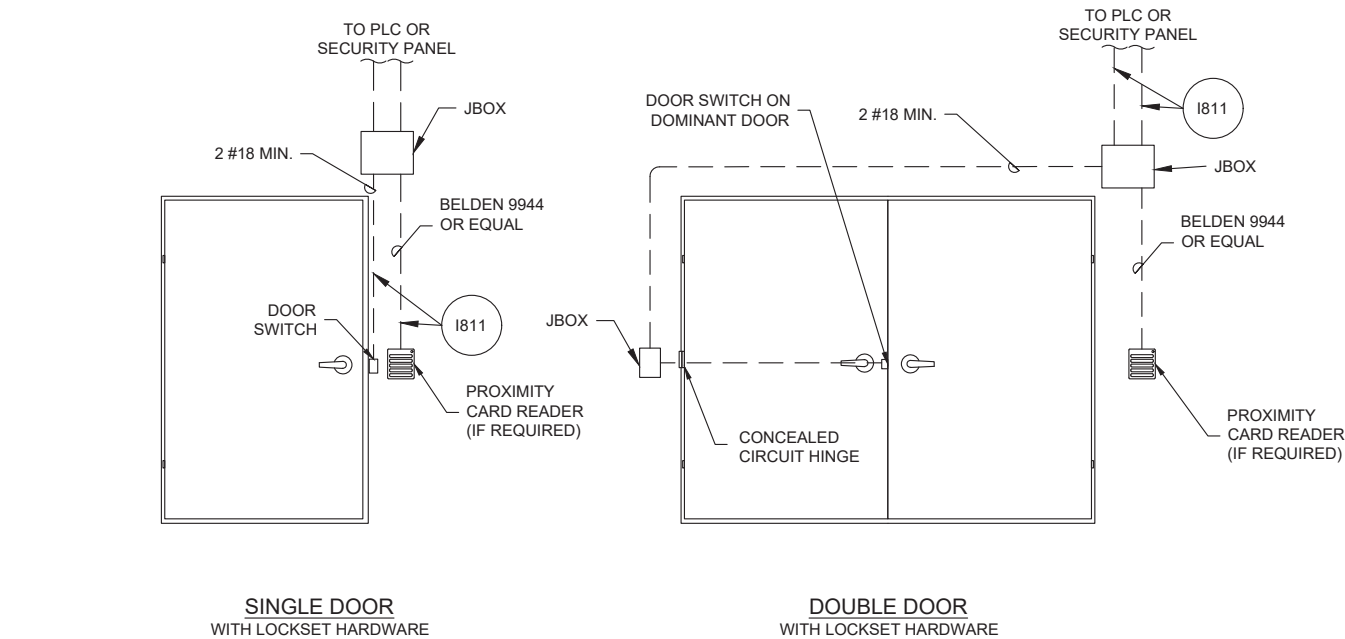 TO PLC OR
SECURITY PANEL
JBOX
2 #18 MIN.
BELDEN 9944
OR EQUAL
DOOR
SWITCH
I811
PROXIMITY
CARD READER
(IF REQUIRED)
SINGLE DOOR
WITH LOCKSET HARDWARE
TO PLC OR
SECURITY PANEL
DOOR SWITCH ON
DOMINANT DOOR
2 #18 MIN.
I811
JBOX
BELDEN 9944
OR EQUAL
JBOX
CONCEALED
CIRCUIT HINGE
PROXIMITY
CARD READER
(IF REQUIRED)
DOUBLE DOOR
WITH LOCKSET HARDWARE